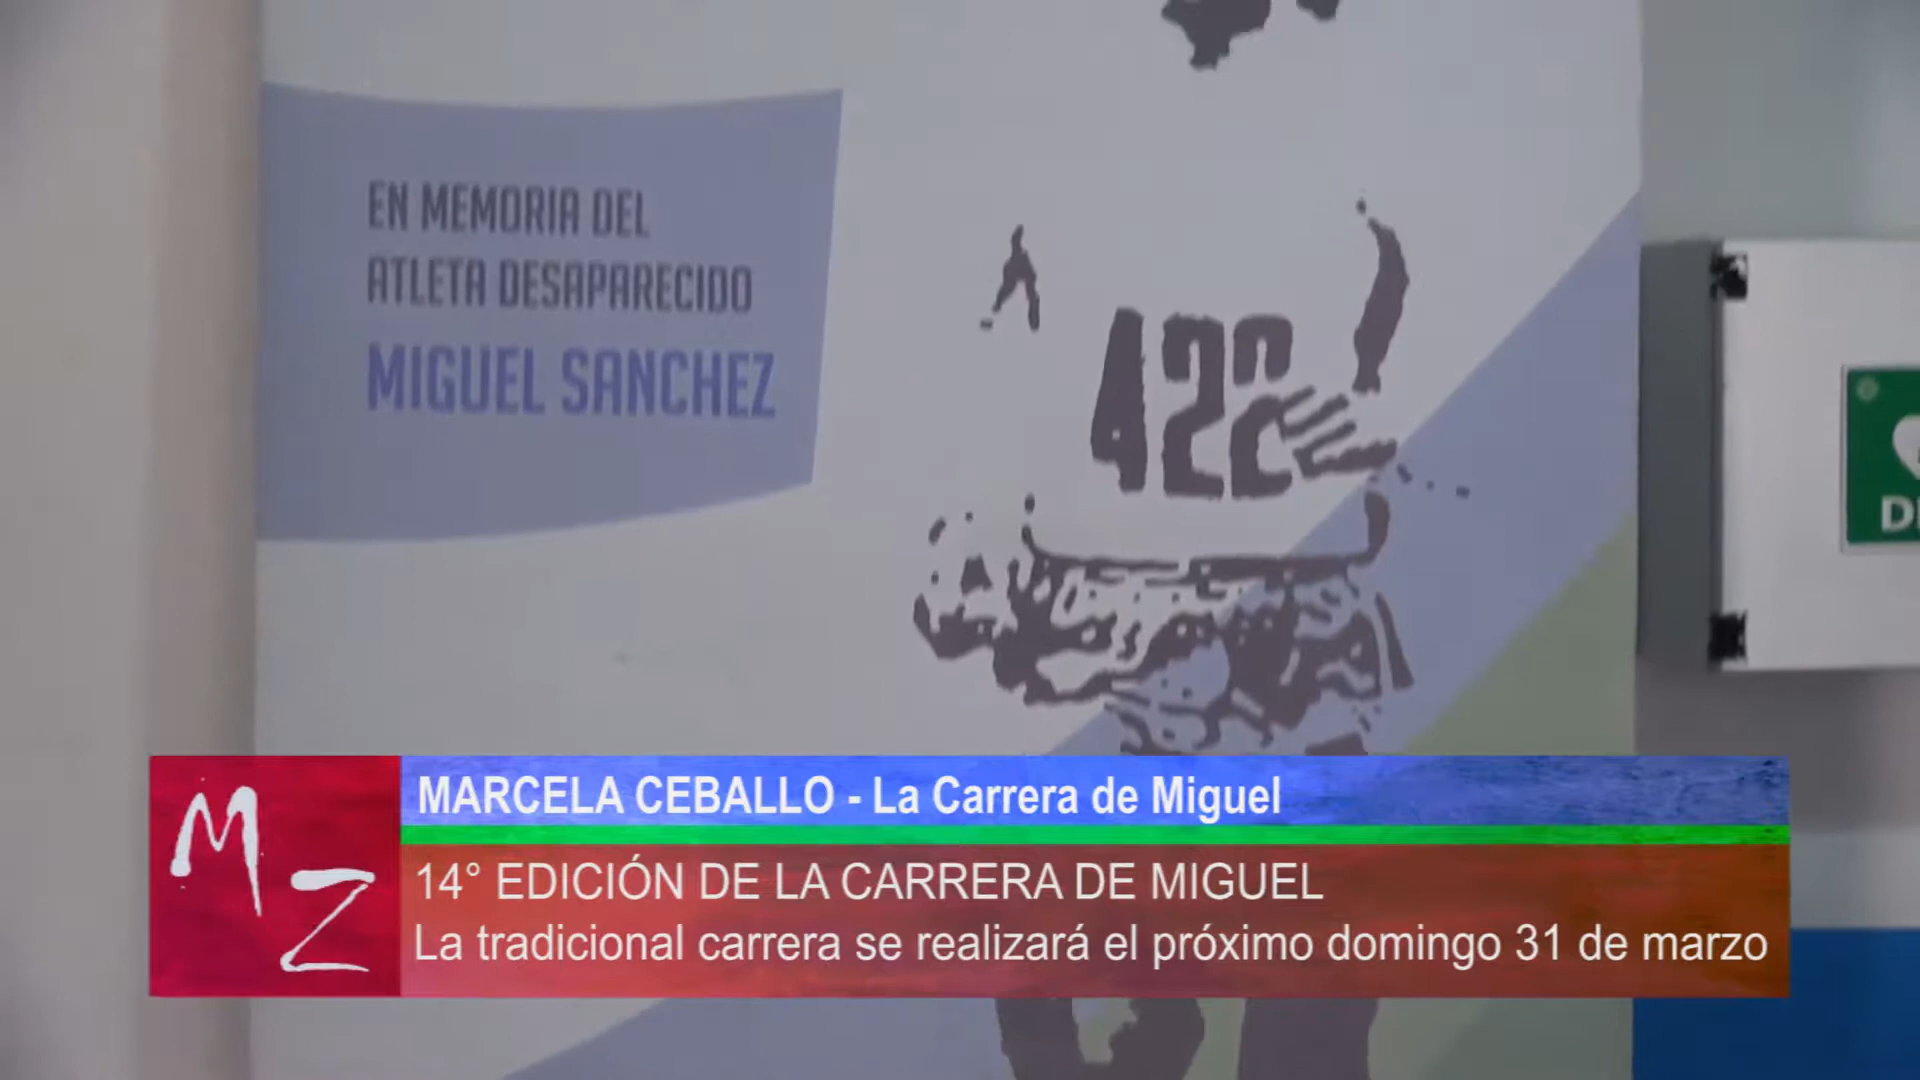 EN MEMORIA DEL
ATLETA DESAPARECIDO
MIGUEL SANCHEZ
422
MZ
MARCELA CEBALLO - La Carrera de Miguel
14° EDICIÓN DE LA CARRERA DE MIGUEL
La tradicional carrera se realizará el próximo domingo 31 de marzo